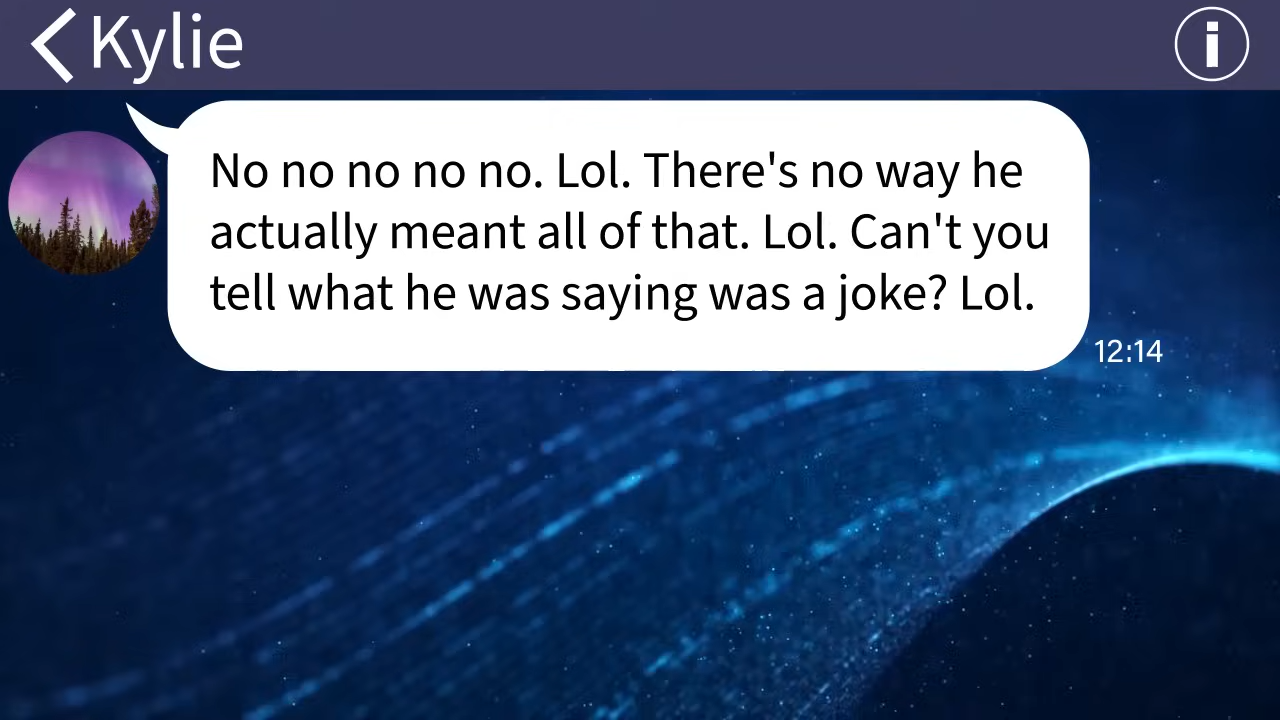 Kylie
No no no no no. Lol. There's no way he
actually meant all of that. Lol. Can't you
tell what he was saying was a joke? Lol.
12:14